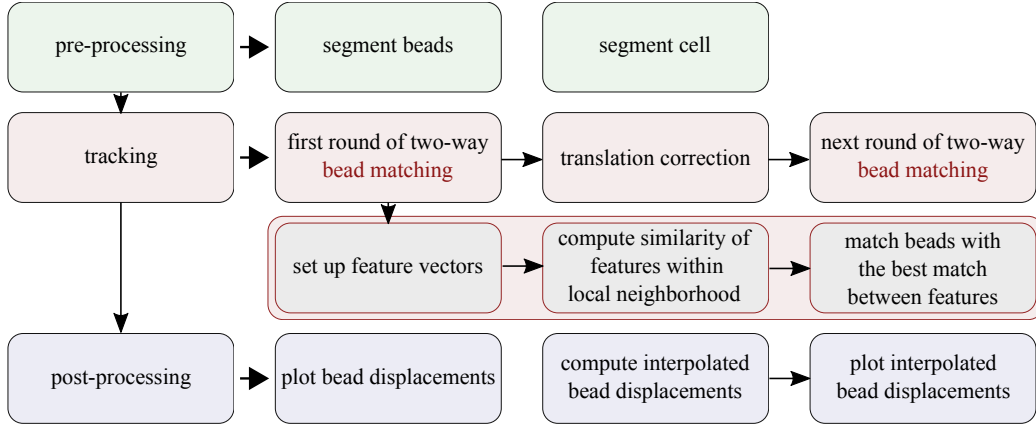 pre-processing
segment beads
segment cell
tracking
first round of two-way
bead matching
translation correction
next round of two-way
bead matching
set up feature vectors
compute similarity of
features within
local neighborhood
match beads with
the best match
between features
post-processing
plot bead displacements
compute interpolated
bead displacements
plot interpolated
bead displacements